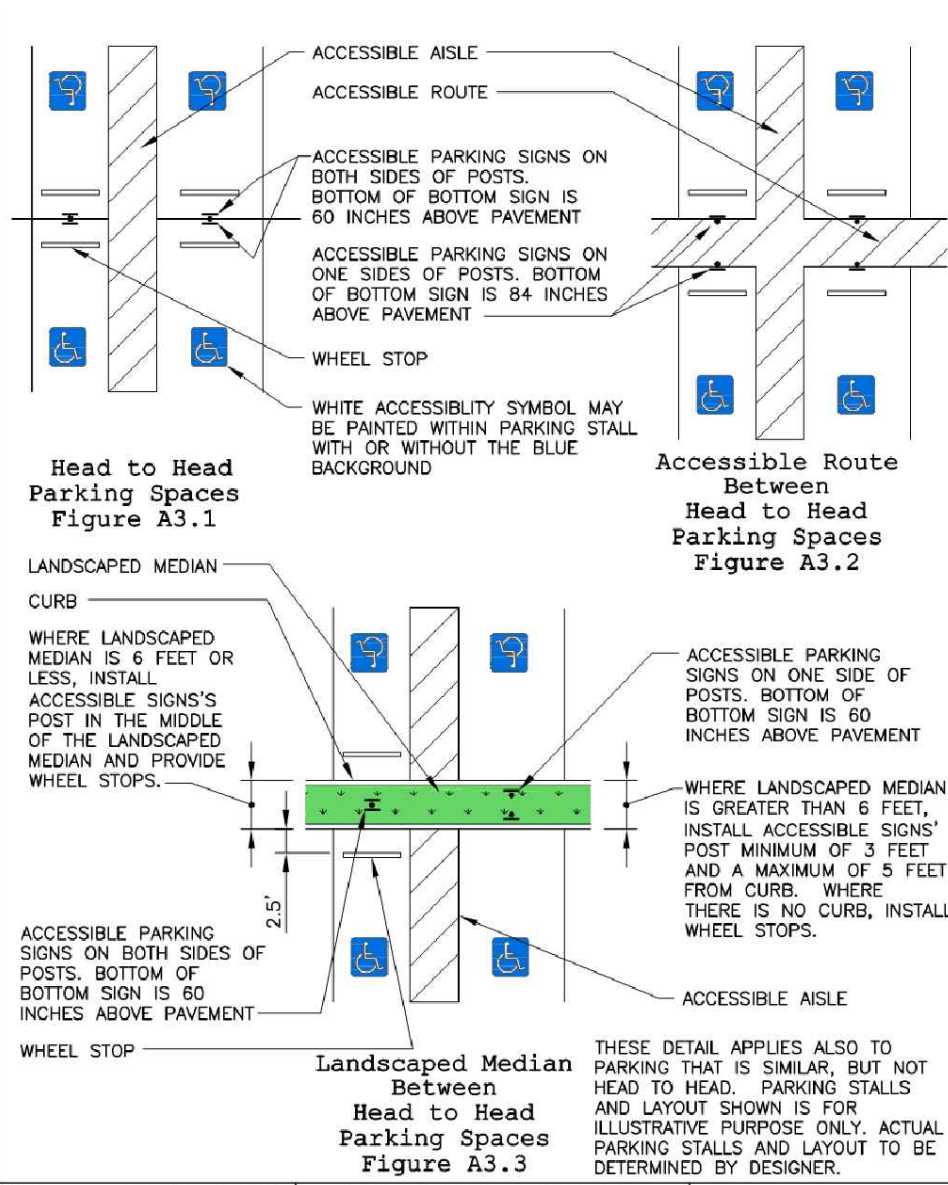 ACCESSIBLE AISLE
ACCESSIBLE ROUTE
ACCESSIBLE PARKING SIGNS ON
BOTH SIDES OF POSTS.
BOTTOM OF BOTTOM SIGN IS
60 INCHES ABOVE PAVEMENT
ACCESSIBLE PARKING SIGNS ON
ONE SIDES OF POSTS. BOTTOM
OF BOTTOM SIGN IS 84 INCHES
ABOVE PAVEMENT
WHEEL STOP
WHITE ACCESSIBLITY SYMBOL MAY
BE PAINTED WITHIN PARKING STALL
WITH OR WITHOUT THE BLUE
BACKGROUND
Head to Head
Parking Spaces
Figure A3.1
Accessible Route
Between
Head to Head
Parking Spaces
Figure A3.2
LANDSCAPED MEDIAN
CURB
WHERE LANDSCAPED
MEDIAN IS 6 FEET OR
LESS, INSTALL
ACCESSIBLE SIGNS'S
POST IN THE MIDDLE
OF THE LANDSCAPED
MEDIAN AND PROVIDE
WHEEL STOPS.
2.5'
ACCESSIBLE PARKING
SIGNS ON BOTH SIDES OF
POSTS. BOTTOM OF
BOTTOM SIGN IS 60
INCHES ABOVE PAVEMENT
WHEEL STOP
ACCESSIBLE PARKING
SIGNS ON ONE SIDE OF
POSTS. BOTTOM OF
BOTTOM SIGN IS 60
INCHES ABOVE PAVEMENT
WHERE LANDSCAPED MEDIAN
IS GREATER THAN 6 FEET,
INSTALL ACCESSIBLE SIGNS'
POST MINIMUM OF 3 FEET
AND A MAXIMUM OF 5 FEET
FROM CURB. WHERE
THERE IS NO CURB, INSTALL
WHEEL STOPS.
ACCESSIBLE AISLE
Landscaped Median
Between
Head to Head
Parking Spaces
Figure A3.3
THESE DETAIL APPLIES ALSO TO
PARKING THAT IS SIMILAR, BUT NOT
HEAD TO HEAD. PARKING STALLS
AND LAYOUT SHOWN IS FOR
ILLUSTRATIVE PURPOSE ONLY. ACTUAL
PARKING STALLS AND LAYOUT TO BE
DETERMINED BY DESIGNER.